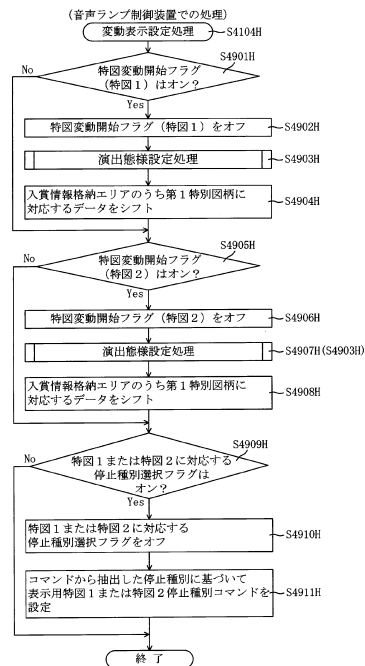 (音声ランプ制御装置での処理)
変動表示設定処理
S4104H
S4901H
No
特図変動開始フラグ
(特図1)はオン?
Yes
特図変動開始フラグ(特図1)をオフ
S4902H
演出態様設定処理
S4903H
入賞情報格納エリアのうち第1特別図柄に
対応するデータをシフト
S4904H
S4905H
No
特図変動開始フラグ
(特図2)はオン?
Yes
特図変動開始フラグ(特図2)をオフ
S4906H
演出態様設定処理
S4907H(S4903H)
入賞情報格納エリアのうち第1特別図柄に
対応するデータをシフト
S4908H
S4909H
No
特図1または特図2に対応する
停止種別選択フラグは
オン?
Yes
特図1または特図2に対応する
停止種別選択フラグをオフ
S4910H
コマンドから抽出した停止種別に基づいて
表示用特図1または特図2停止種別コマンドを
設定
S4911H
終了